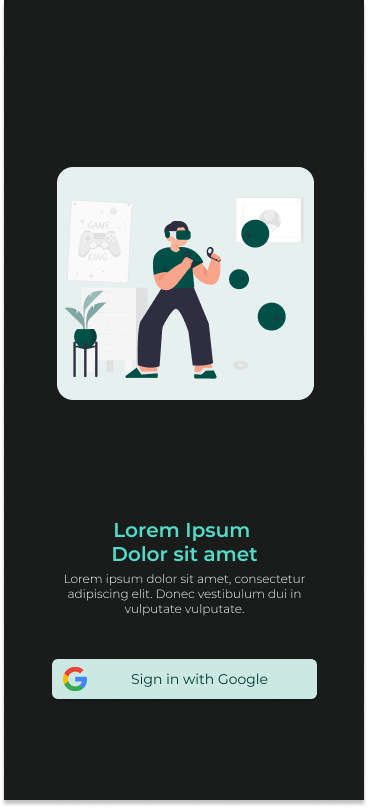 GAME
KING
Lorem Ipsum
Dolor sit amet
Lorem ipsum dolor sit amet, consectetur
adipiscing elit. Donec vestibulum dui in
vulputate vulputate.
Sign in with Google